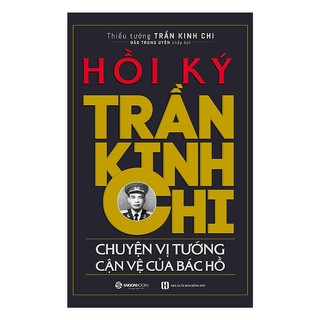 Thiếu tướng TRẦN KINH CHI
ĐÀO TRUNG UYÊN chấp bút
HỒI KÝ
TRẦN
KINH
CHI
CHUYỆN VỊ TƯỚNG
CẬN VỆ CỦA BÁC HỒ
SAIGONBOOKS